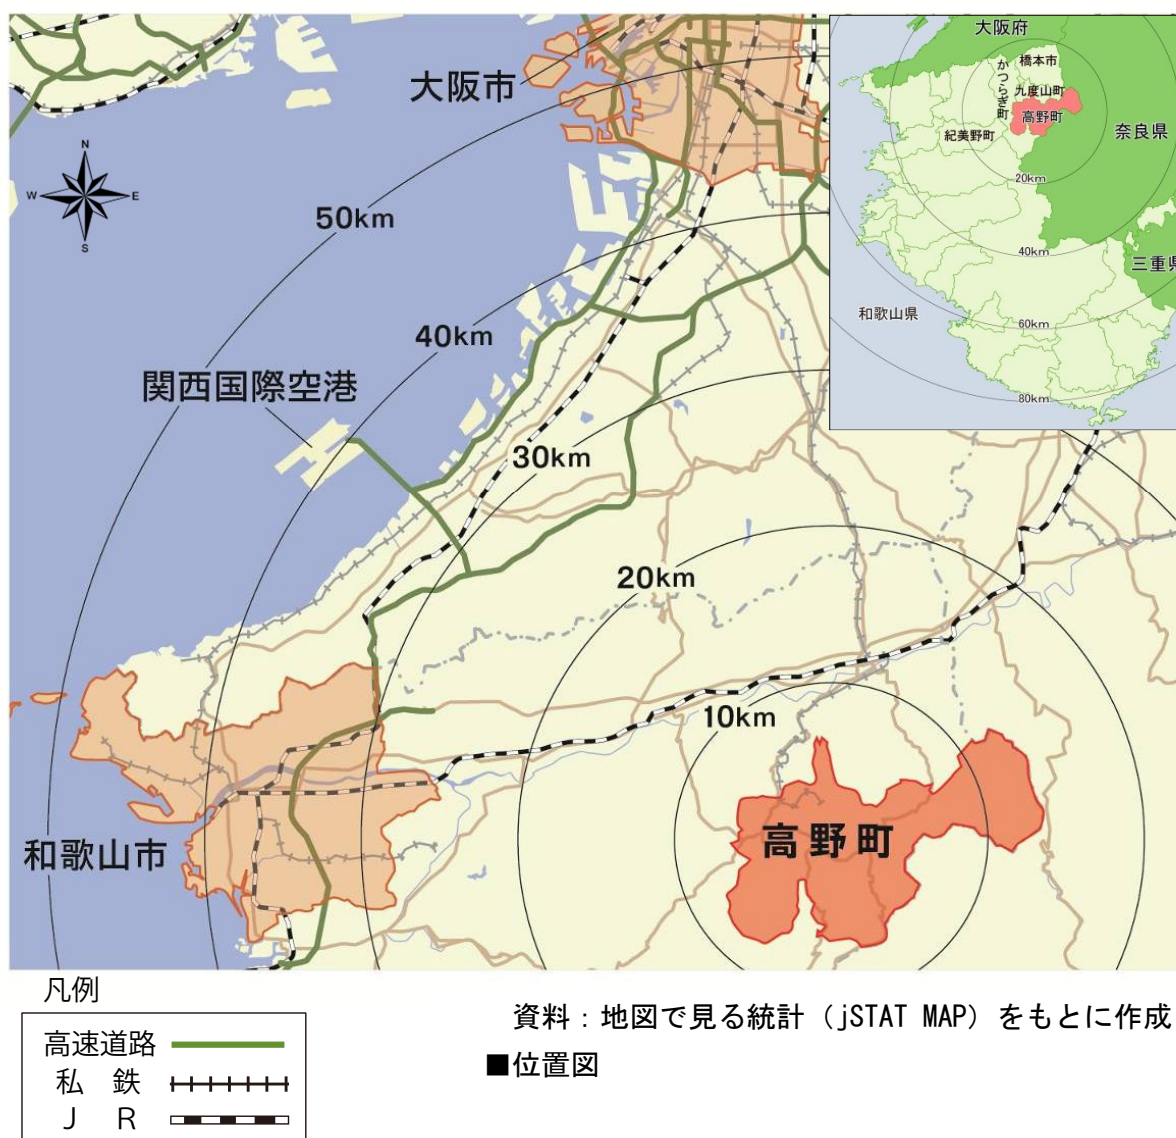 大阪市
N
W
E
S
50km
40km
関西国際空港
30km
20km
10km
高野町
和歌山市
大阪府
橋本市
かつらぎ町
九度山町
高野町
紀美野町
奈良県
20km
40km
三重県
和歌山県
60km
80km
凡例
高速道路
私 鉄
J R
資料：地図で見る統計（jSTAT MAP）をもとに作成
■位置図